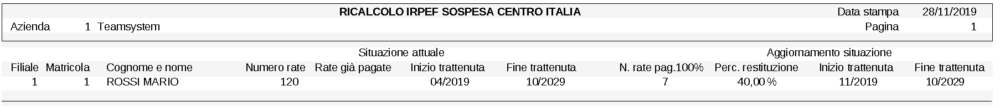 RICALCOLO IRPEF SOSPESA CENTRO ITALIA Data stampa 28/11/2019
Azienda 1 Teamsystem Pagina 1
Situazione attuale Aggiornamento situazione
Filiale Matricola Cognome e nome Numero rate Rate già pagate Inizio trattenuta Fine trattenuta N. rate pag.100% Perc. restituzione Inizio trattenuta Fine trattenuta
1 1 ROSSI MARIO 120 04/2019 10/2029 7 40,00 % 11/2019 10/2029